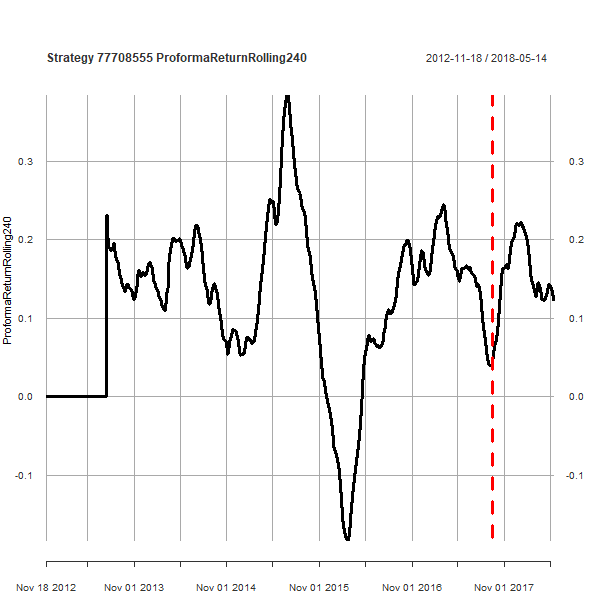 Strategy 77708555 ProformaReturnRolling240
2012-11-18 / 2018-05-14
ProformaReturnRolling240
0.3 0.3
0.2 0.2
0.1 0.1
0.0 0.0
-0.1 -0.1
Nov 18 2012 Nov 01 2013 Nov 01 2014 Nov 01 2015 Nov 01 2016 Nov 01 2017